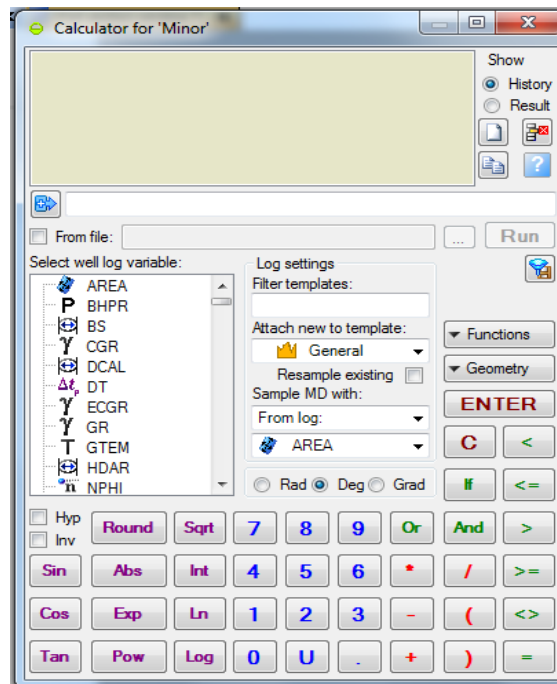 Calculator for 'Minor'
Show
History
Result
?
From file:
...
Run
Select well log variable:
AREA
P BHPR
BS
γ CGR
DCAL
Δtp DT
γ ECGR
γ GR
T GTEM
HDAR
n NPHI
Log settings
Filter templates:
Attach new to template:
General
Resample existing
Sample MD with:
From log:
AREA
Rad Deg Grad
Functions
Geometry
ENTER
C <
If <=
Hyp
Inv
Round Sqrt 7 8 9 Or And >
Sin Abs Int 4 5 6 * / >=
Cos Exp Ln 1 2 3 - ( <>
Tan Pow Log 0 U . + ) =